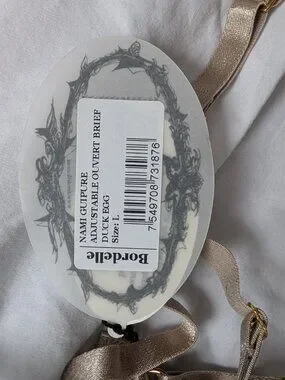 Bordelle
NAMI GUIPURE
ADJUSTABLE OUVERT BRIEF
DUCK EGG
Size: L
7549708731876